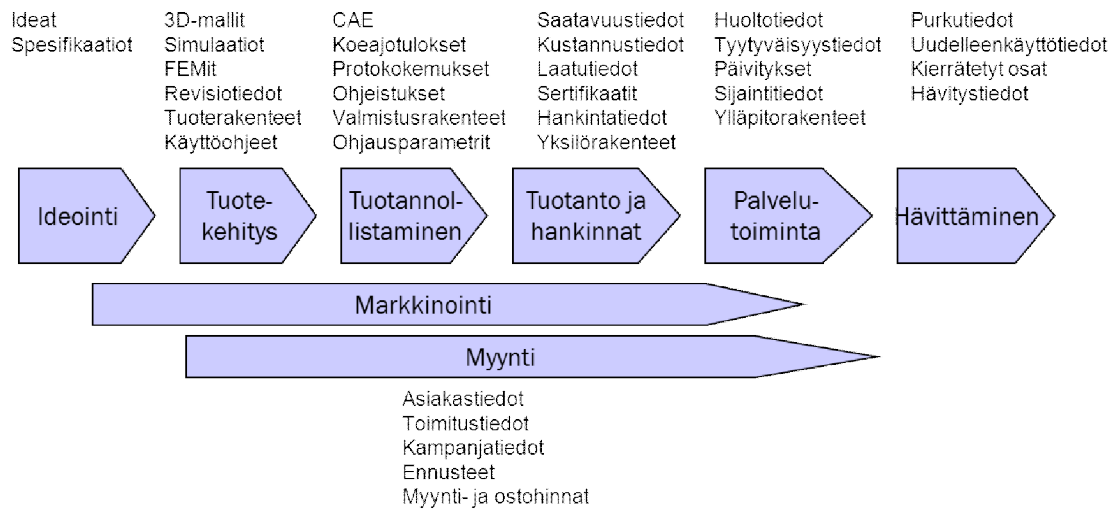 Ideat
Spesifikaatiot
3D-mallit
Simulaatiot
FEMit
Revisiotiedot
Tuoterakenteet
Käyttöohjeet
CAE
Koeajotulokset
Protokokemukset
Ohjeistukset
Valmistusrakenteet
Ohjausparametrit
Saatavuustiedot
Kustannustiedot
Laatutiedot
Sertifikaatit
Hankintatiedot
Yksilörakenteet
Huoltotiedot
Tyytyväisyystiedot
Päivitykset
Sijaintitiedot
Ylläpitorakenteet
Purkutiedot
Uudelleenkäyttötiedot
Kierrätetyt osat
Hävitystiedot
Ideointi
Tuote-
kehitys
Tuotannol-
listaminen
Tuotanto ja
hankinnat
Palvelu-
toiminta
Hävittäminen
Markkinointi
Myynti
Asiakastiedot
Toimitustiedot
Kampanjatiedot
Ennusteet
Myynti- ja ostohinnat